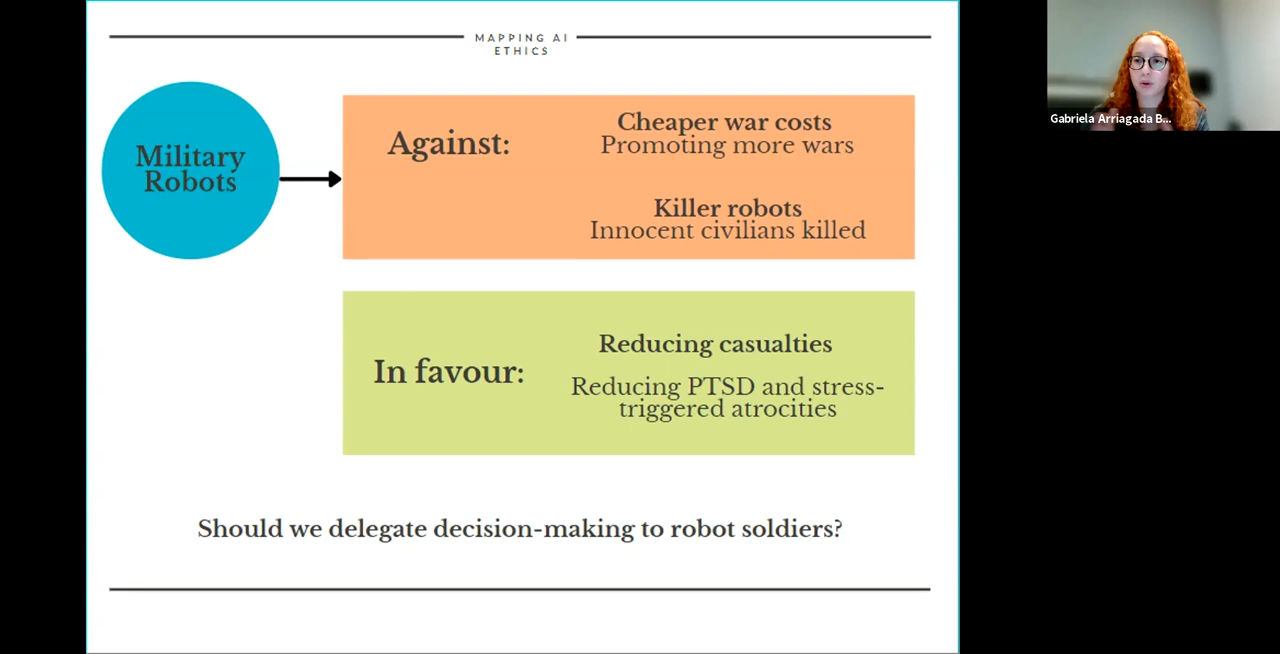 MAPPING AI
ETHICS
Military
Robots
Against:
Cheaper war costs
Promoting more wars
Killer robots
Innocent civilians killed
In favour:
Reducing casualties
Reducing PTSD and stress-
triggered atrocities
Should we delegate decision-making to robot soldiers?
Gabriela Arriagada B...